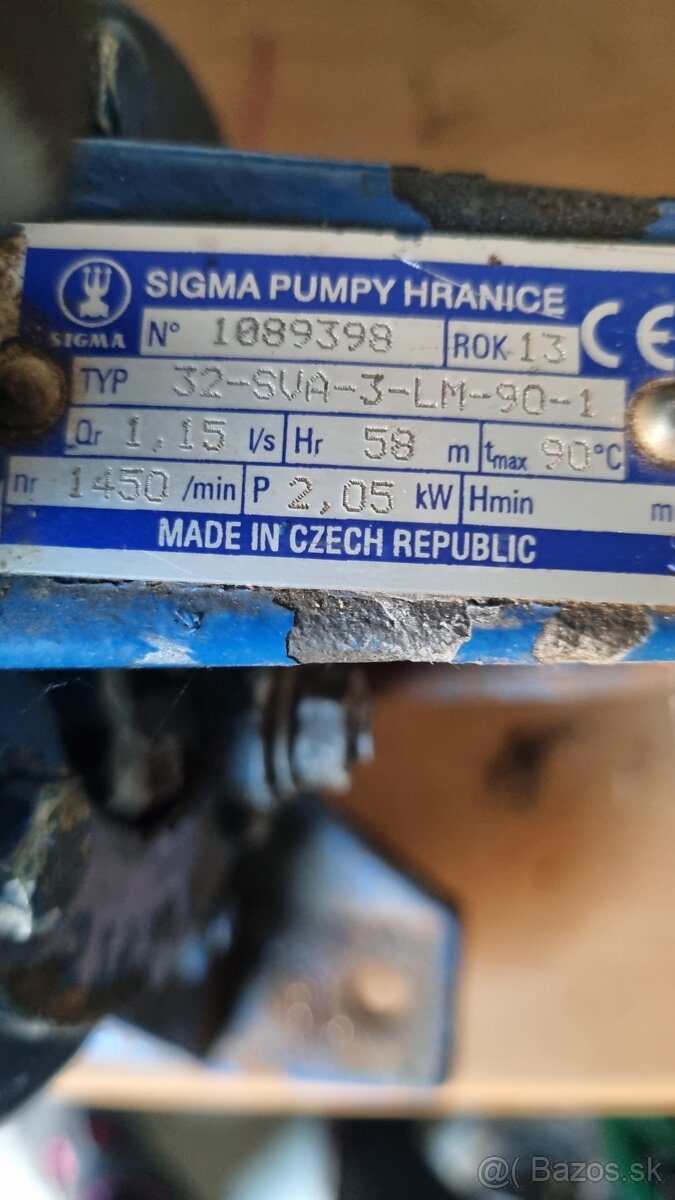 SIGMA PUMPY HRANICE
SIGMA
N° 1089398 ROK 13 CE
TYP 32-SVA-3-LM-90-1
Qr 1,15 l/s Hr 58 m tmax 90°C
nr 1450 /min P 2,05 kW Hmin m
MADE IN CZECH REPUBLIC
@( Bazos.sk